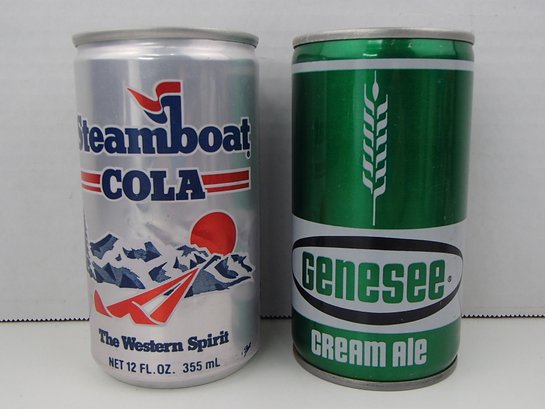 Steamboat
COLA
The Western Spirit
NET 12 FL. OZ. 355 mL
GENESEE®
CREAM ALE